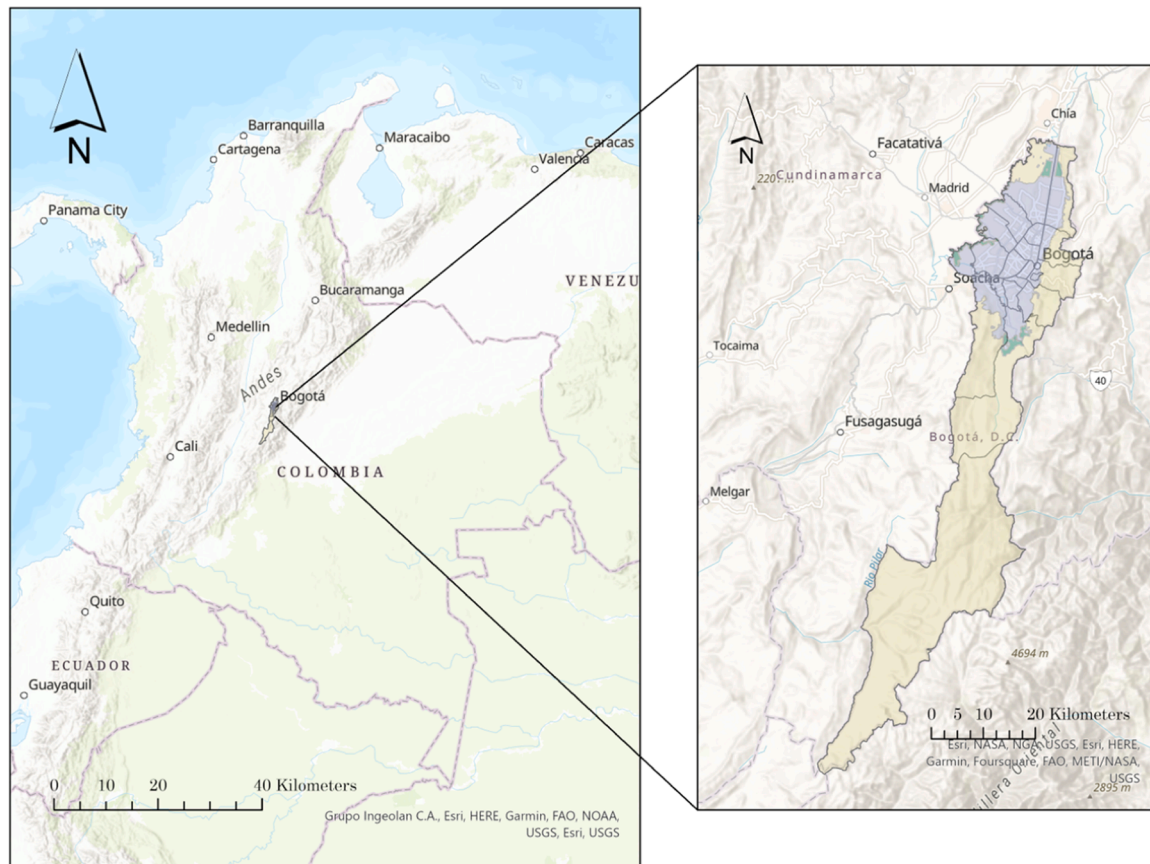 N
Barranquilla
Cartagena
Maracaibo
Caracas
Valencia
Panama City
Bucaramanga
VENEZU
Medellin
Andes
Bogotá
Cali
COLOMBIA
Quito
ECUADOR
Guayaquil
0 10 20 40 Kilometers
Grupo Ingeolan C.A., Esri, HERE, Garmin, FAO, NOAA,
USGS, Esri, USGS
N
Chía
Facatativá
Cundinamarca
Madrid
Bogotá
Soacha
Tocaima
40
Fusagasugá
Bogotá, D.C.
Melgar
Río Pilar
4694 m
0 5 10 20 Kilometers
Esri, NASA, NGA, USGS, Esri, HERE,
Garmin, Foursquare, FAO, METI/NASA,
USGS
illera Oriental
2895 m